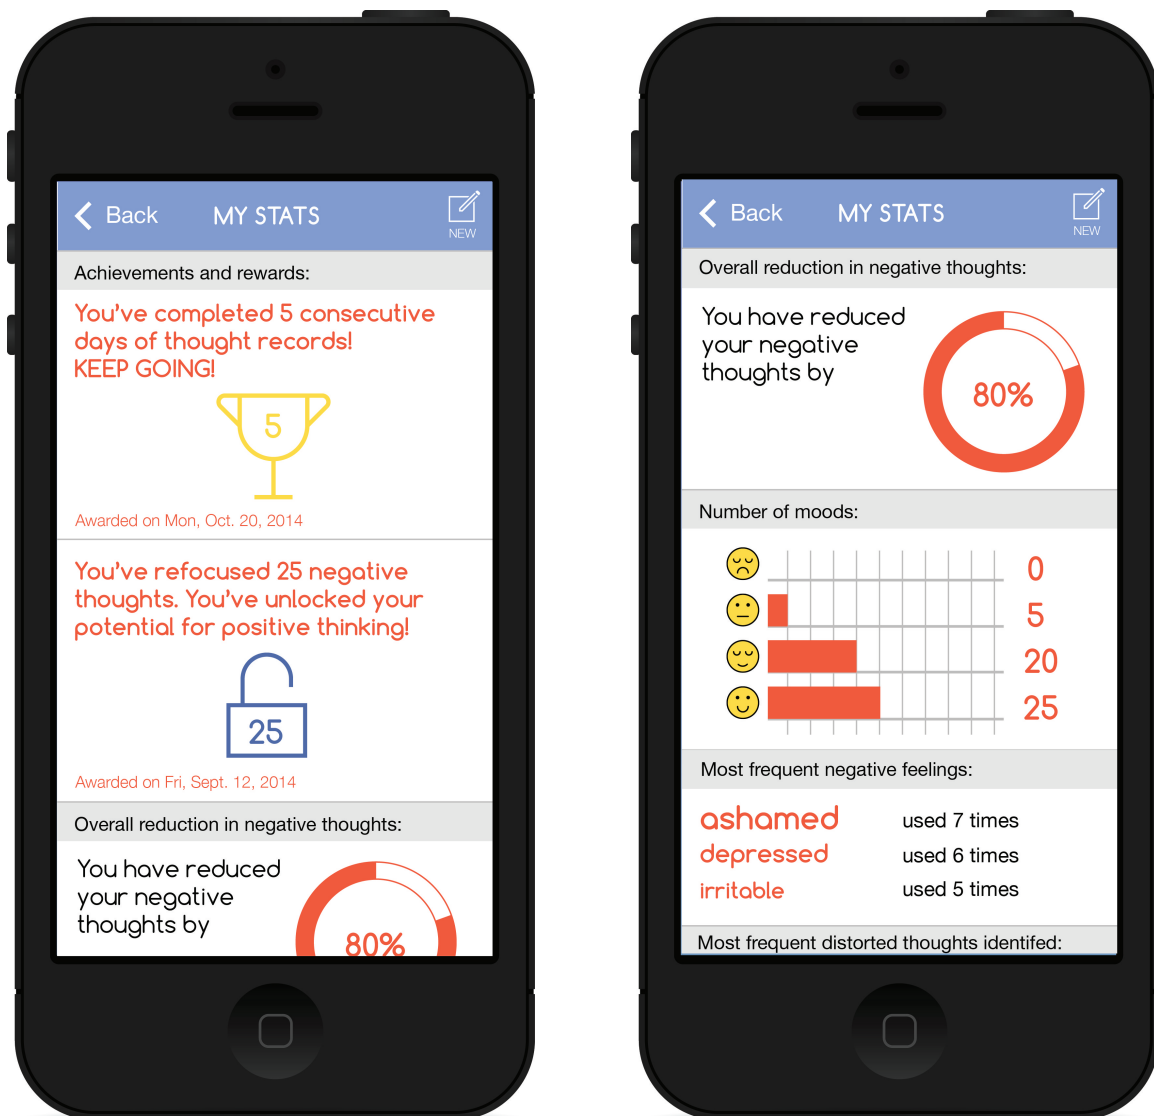 Back
MY STATS
NEW
Achievements and rewards:
You've completed 5 consecutive
days of thought records!
KEEP GOING!
5
Awarded on Mon, Oct. 20, 2014
You've refocused 25 negative
thoughts. You've unlocked your
potential for positive thinking!
25
Awarded on Fri, Sept. 12, 2014
Overall reduction in negative thoughts:
You have reduced
your negative
thoughts by
80%
Back
MY STATS
NEW
Overall reduction in negative thoughts:
You have reduced
your negative
thoughts by
80%
Number of moods:
0
5
20
25
Most frequent negative feelings:
ashamed used 7 times
depressed used 6 times
irritable used 5 times
Most frequent distorted thoughts identifed: